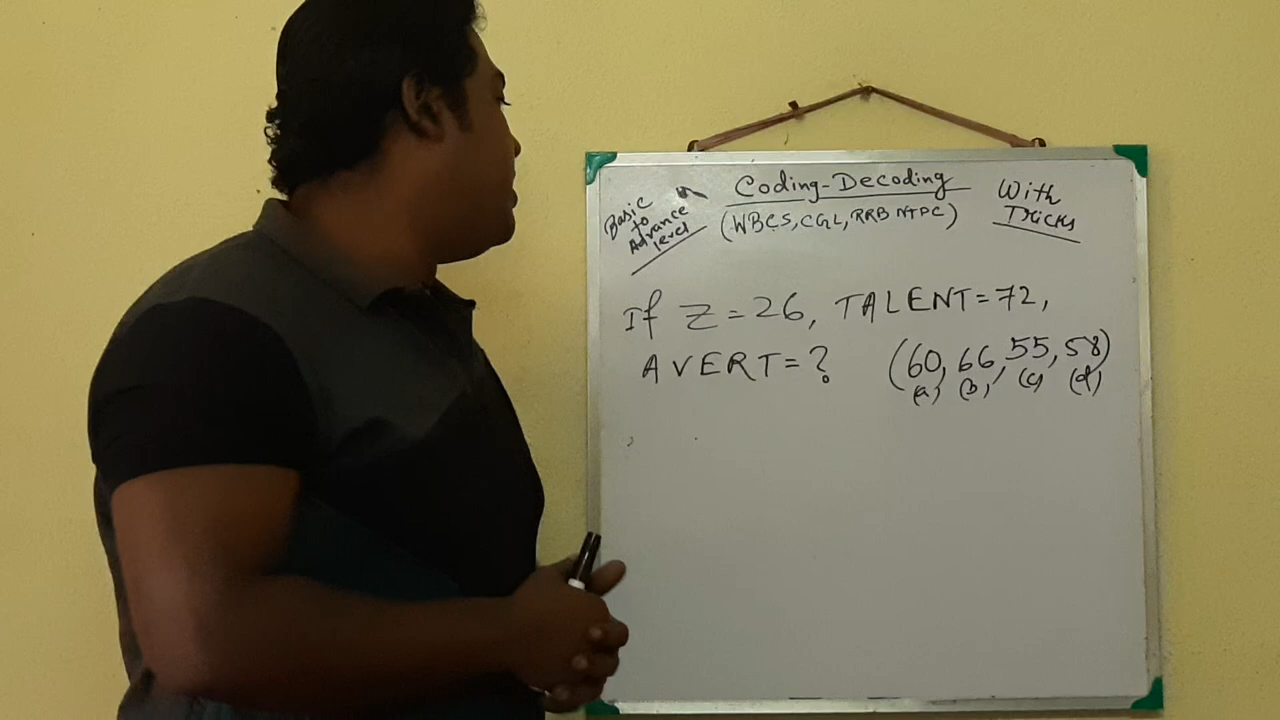 Basic to Advance level
Coding-Decoding
(WBCS, CGL, RRB NTPC)
With Tricks
If Z=26, TALENT=72,
AVERT=? (60, 66, 55, 58)
(a) (b) (c) (d)